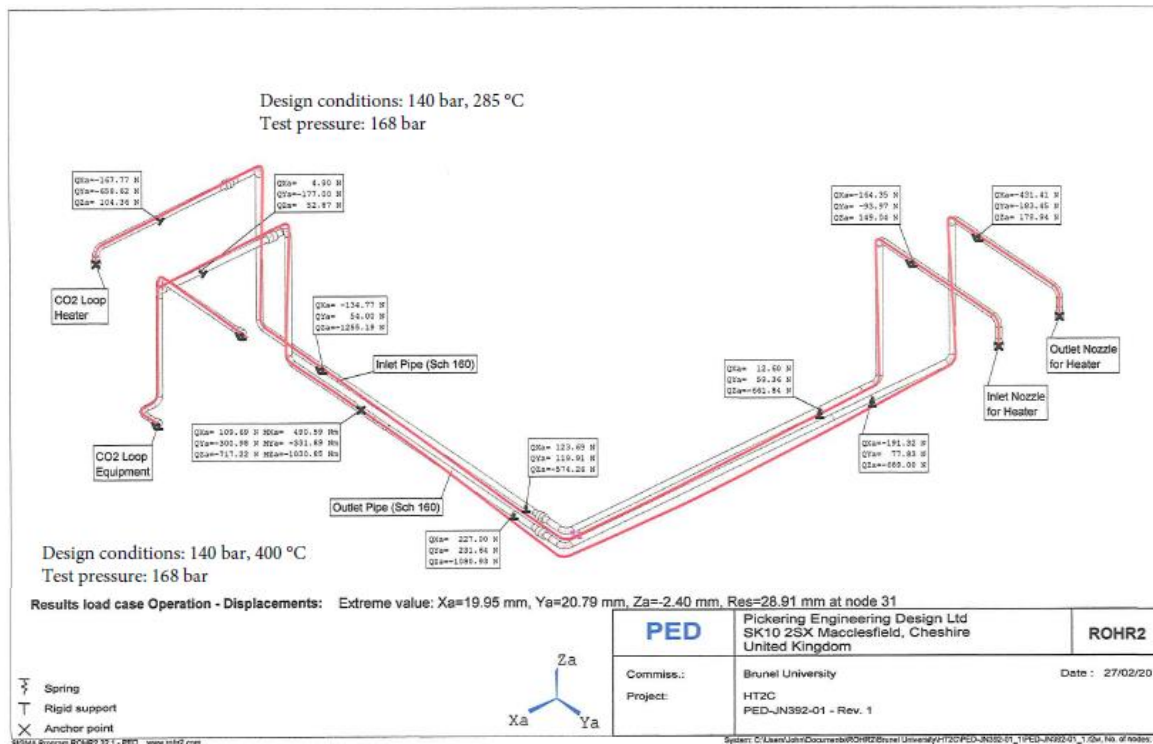 Design conditions: 140 bar, 285 °C
Test pressure: 168 bar
QXa=-167.77 N
QYa=-658.62 N
QZa= 104.36 N
QXa= 4.90 N
QYa=-177.00 N
QZa= 52.87 N
QXa=-164.35 N
QYa= -93.97 N
QZa= 149.04 N
QXa=-431.41 N
QYa=-183.45 N
QZa= 178.94 N
CO2 Loop
Heater
QXa= -134.77 N
QYa= 54.00 N
QZa=-1255.19 N
Inlet Pipe (Sch 160)
Outlet Nozzle
for Heater
Inlet Nozzle
for Heater
QXa= 12.60 N
QYa= 59.36 N
QZa=-661.84 N
QXa= 109.69 N MXa= 490.59 Nm
QYa=-300.98 N MYa= -331.69 Nm
QZa=-717.22 N MZa=-1030.85 Nm
CO2 Loop
Equipment
QXa= 123.69 N
QYa= 119.91 N
QZa=-574.28 N
QXa=-191.32 N
QYa= 77.83 N
Outlet Pipe (Sch 160)
QXa= 227.00 N
QYa= 231.64 N
QZa=-1080.93 N
Design conditions: 140 bar, 400 °C
Test pressure: 168 bar
Results load case Operation - Displacements: Extreme value: Xa=19.95 mm, Ya=20.79 mm, Za=-2.40 mm, Res=28.91 mm at node 31
PED
Pickering Engineering Design Ltd
SK10 2SX Macclesfield, Cheshire
United Kingdom
ROHR2
Commiss.:
Brunel University
Date : 27/02/20
Project:
HT2C
PED-JN392-01 - Rev. 1
Za
Xa
Ya
Spring
Rigid support
Anchor point